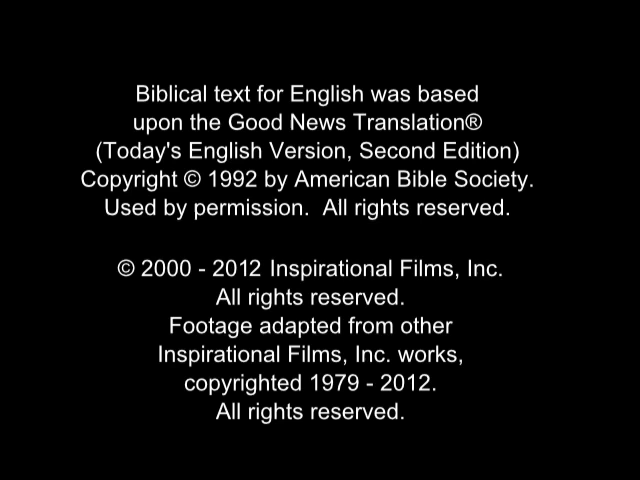 Biblical text for English was based
upon the Good News Translation®
(Today's English Version, Second Edition)
Copyright © 1992 by American Bible Society.
Used by permission.  All rights reserved.
© 2000 - 2012 Inspirational Films, Inc.
All rights reserved.
Footage adapted from other
Inspirational Films, Inc. works,
copyrighted 1979 - 2012.
All rights reserved.